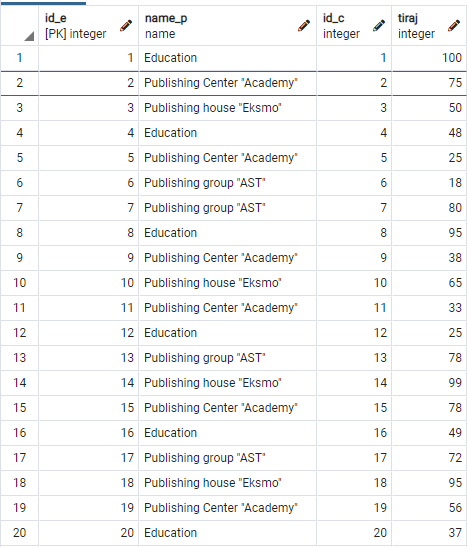 id_e name_p id_c tiraj
[PK] integer name integer integer
1 1 Education 1 100
2 2 Publishing Center "Academy" 2 75
3 3 Publishing house "Eksmo" 3 50
4 4 Education 4 48
5 5 Publishing Center "Academy" 5 25
6 6 Publishing group "AST" 6 18
7 7 Publishing group "AST" 7 80
8 8 Education 8 95
9 9 Publishing Center "Academy" 9 38
10 10 Publishing house "Eksmo" 10 65
11 11 Publishing Center "Academy" 11 33
12 12 Education 12 25
13 13 Publishing group "AST" 13 78
14 14 Publishing house "Eksmo" 14 99
15 15 Publishing Center "Academy" 15 78
16 16 Education 16 49
17 17 Publishing group "AST" 17 72
18 18 Publishing house "Eksmo" 18 95
19 19 Publishing Center "Academy" 19 56
20 20 Education 20 37